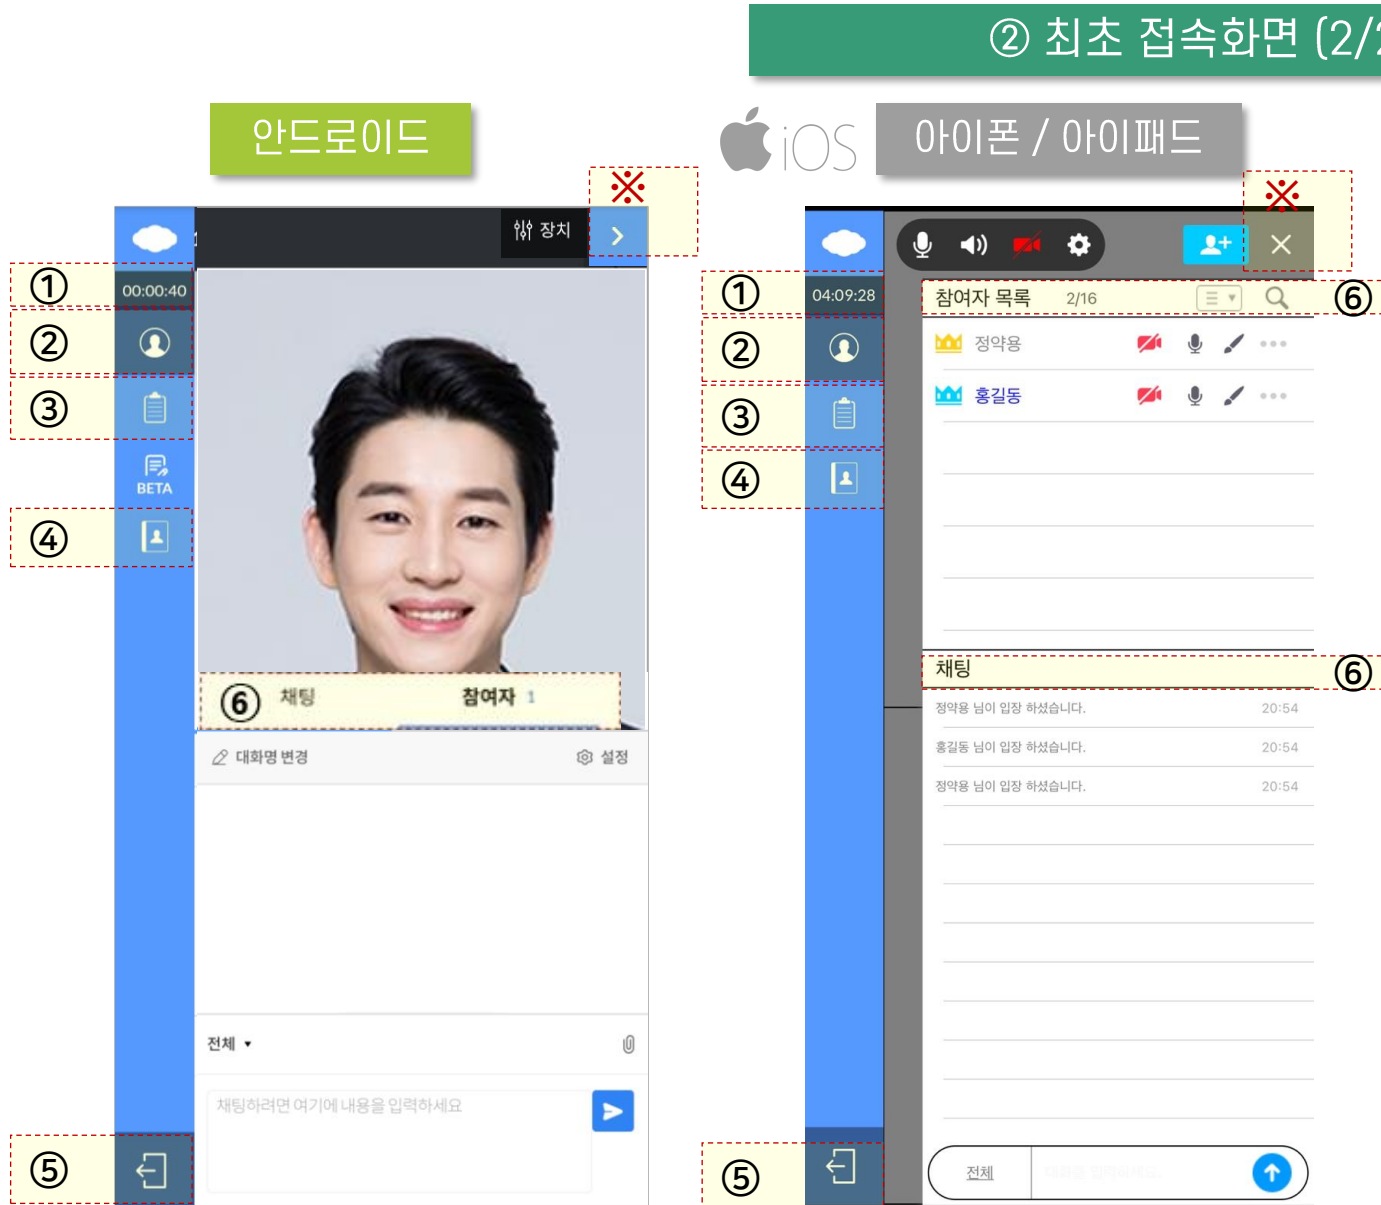 ② 최초 접속화면 (2/2
안드로이드
iOS 아이폰 / 아이패드
※
장치
① 00:00:40
②
③
BETA
④
⑥ 채팅 참여자 1
대화명 변경 설정
전체 ▼
채팅하려면 여기에 내용을 입력하세요
⑤
※
① 04:09:28
참여자 목록 2/16 ⑥
② 정약용
③ 홍길동
④
채팅 ⑥
정약용 님이 입장 하셨습니다. 20:54
홍길동 님이 입장 하셨습니다. 20:54
정약용 님이 입장 하셨습니다. 20:54
⑤ 전체